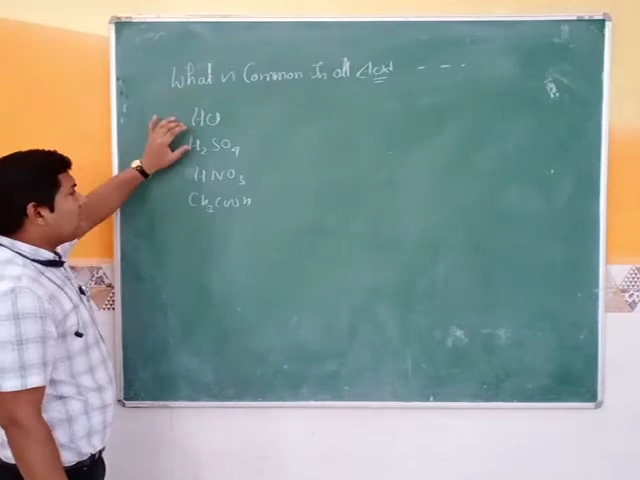 What is Common In all Acid - - -
HCl
H₂SO₄
HNO₃
CH₃COOH